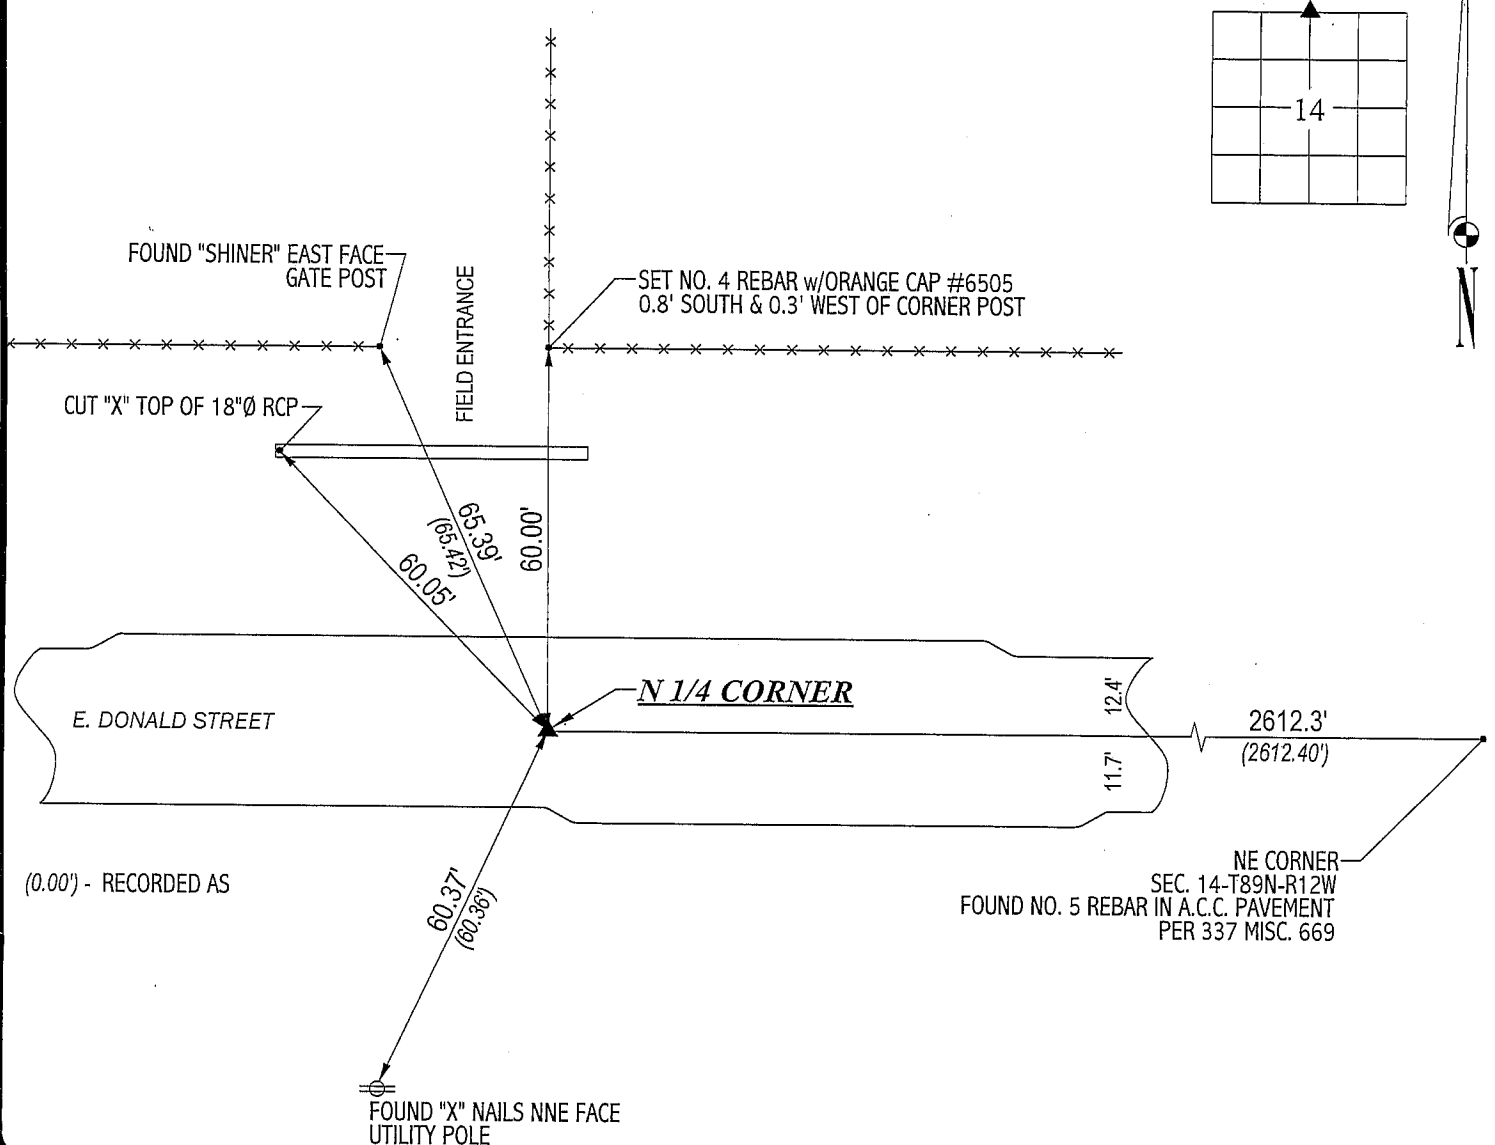 14
N
FOUND "SHINER" EAST FACE
GATE POST
FIELD ENTRANCE
SET NO. 4 REBAR w/ORANGE CAP #6505
0.8' SOUTH & 0.3' WEST OF CORNER POST
CUT "X" TOP OF 18"Ø RCP
65.39'
(65.42')
60.00'
60.05'
N 1/4 CORNER
E. DONALD STREET
12.4'
11.7'
2612.3'
(2612.40')
NE CORNER
SEC. 14-T89N-R12W
FOUND NO. 5 REBAR IN A.C.C. PAVEMENT
PER 337 MISC. 669
(0.00') - RECORDED AS
60.37'
(60.36')
FOUND "X" NAILS NNE FACE
UTILITY POLE